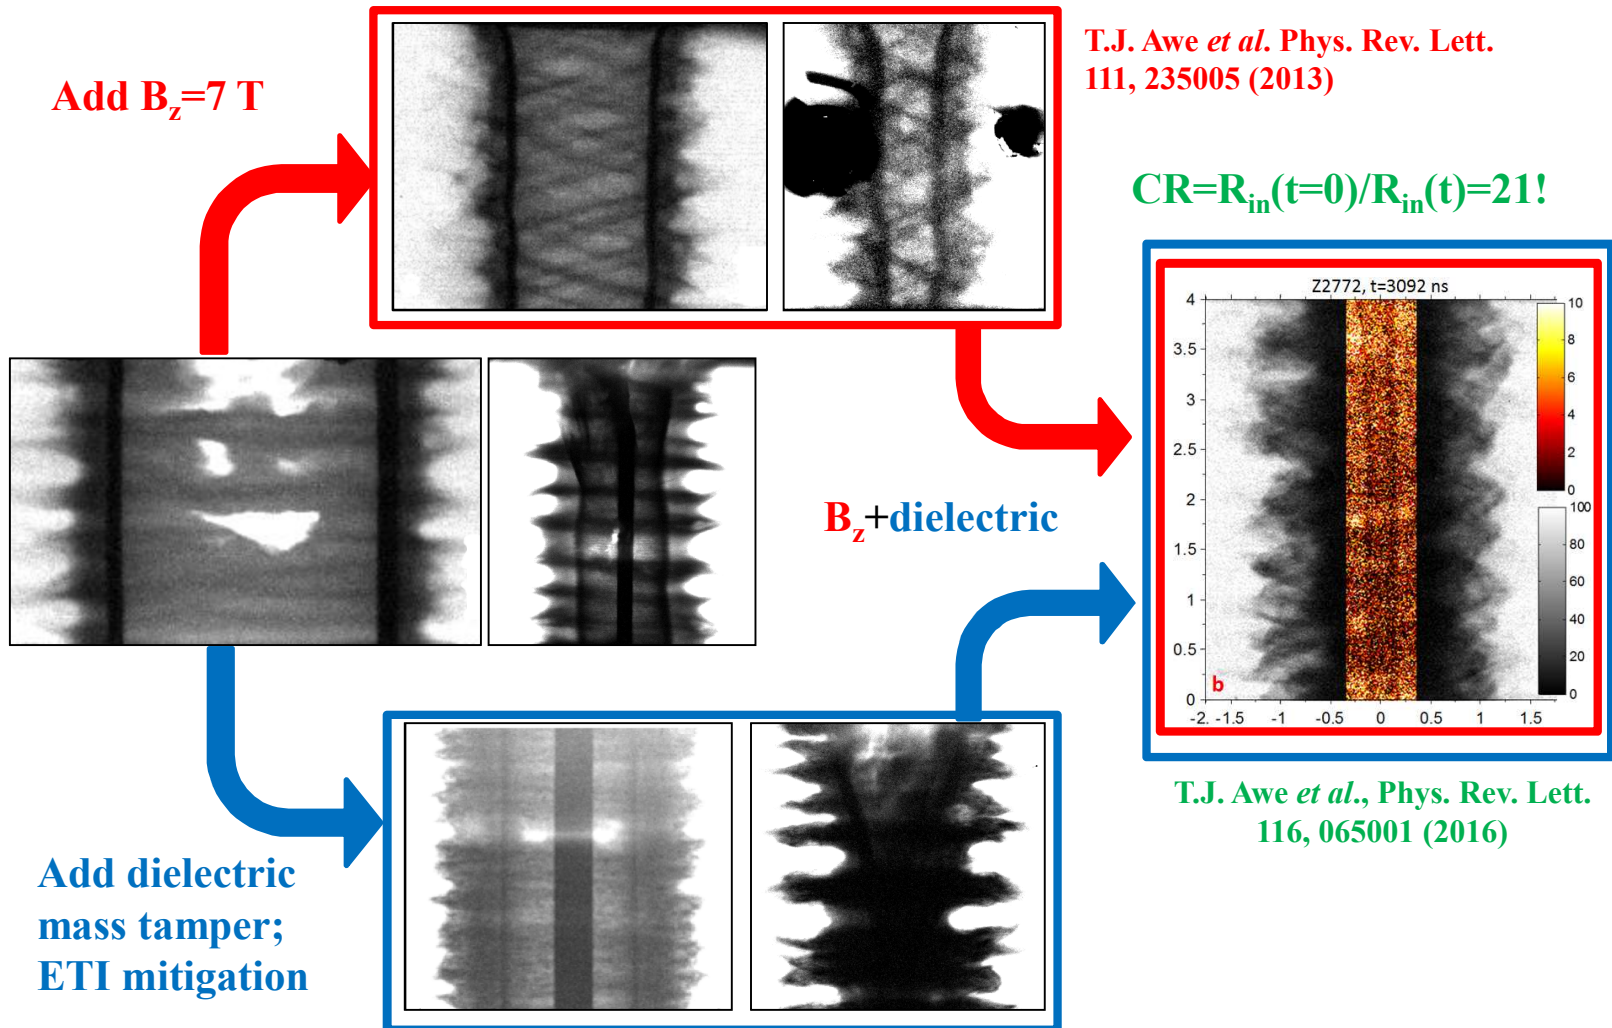 Add Bz=7 T
T.J. Awe et al. Phys. Rev. Lett.
111, 235005 (2013)
CR=Rin(t=0)/Rin(t)=21!
Z2772, t=3092 ns
4
3.5
3
2.5
2
1.5
1
0.5
0
-2.
-1.5
-1
-0.5
0
0.5
1
1.5
10
8
6
4
2
0
100
80
60
40
20
0
b
Bz+dielectric
T.J. Awe et al., Phys. Rev. Lett.
116, 065001 (2016)
Add dielectric
mass tamper;
ETI mitigation